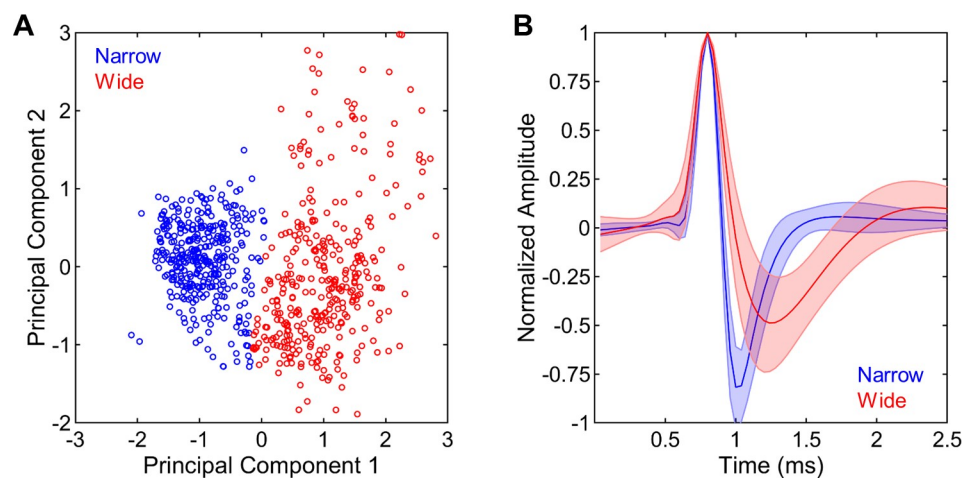 A
Narrow
Wide
Principal Component 2
3
2
1
0
-1
-2
-3
-2
-1
0
1
2
3
Principal Component 1
B
Normalized Amplitude
0.75
0.5
0.25
0
-0.25
-0.5
-0.75
-1
Narrow
Wide
0.5
1
1.5
2
2.5
Time (ms)